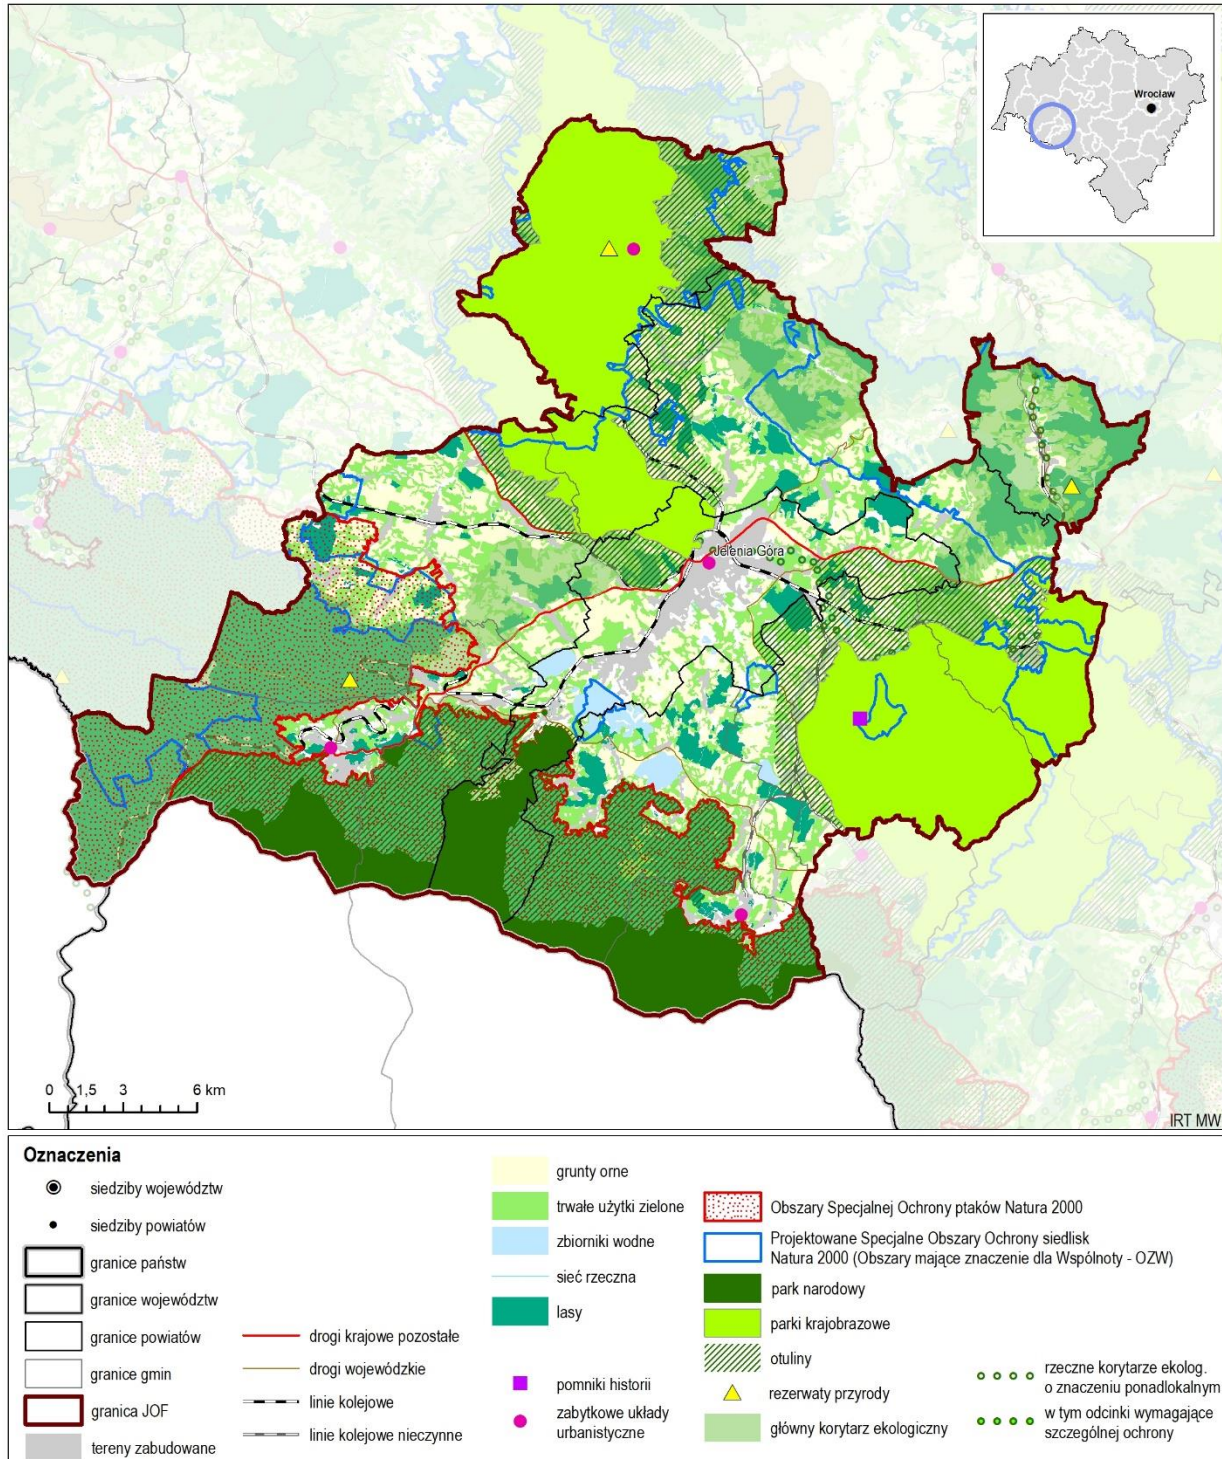 Wrocław
Jelenia Góra
0 1,5 3 6 km
IRT MW
Oznaczenia
siedziby województw
siedziby powiatów
granice państw
granice województw
granice powiatów
granice gmin
granica JOF
tereny zabudowane
drogi krajowe pozostałe
drogi wojewódzkie
linie kolejowe
linie kolejowe nieczynne
grunty orne
trwałe użytki zielone
zbiorniki wodne
sieć rzeczna
lasy
pomniki historii
zabytkowe układy
urbanistyczne
Obszary Specjalnej Ochrony ptaków Natura 2000
Projektowane Specjalne Obszary Ochrony siedlisk
Natura 2000 (Obszary mające znaczenie dla Wspólnoty - OZW)
park narodowy
parki krajobrazowe
otuliny
rezerwaty przyrody
główny korytarz ekologiczny
rzeczne korytarze ekolog.
o znaczeniu ponadlokalnym
w tym odcinki wymagające
szczególnej ochrony